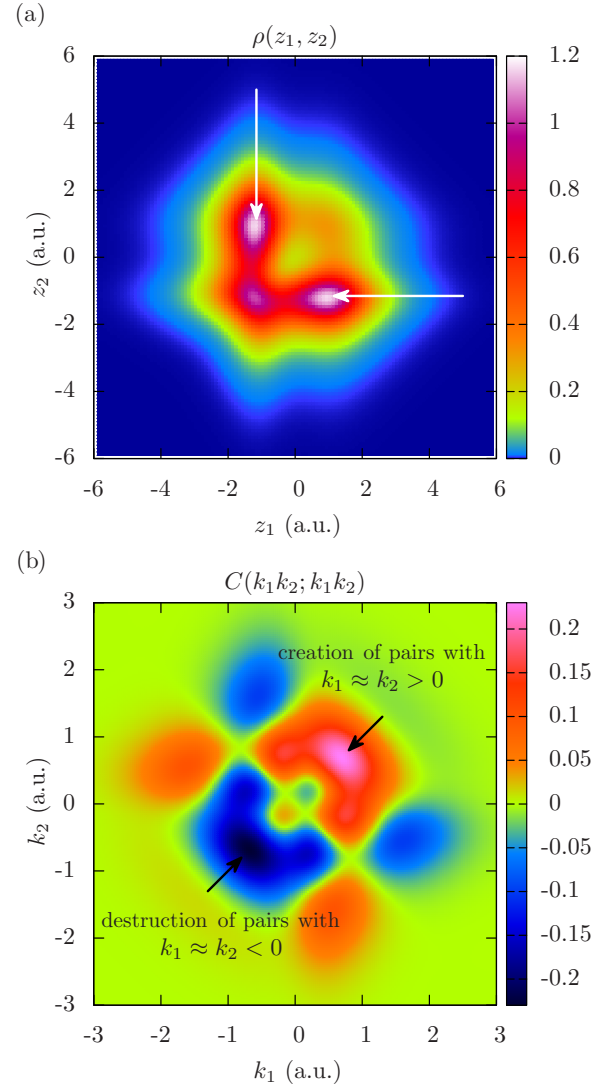 (a)
ρ(z₁, z₂)
6
4
2
0
-2
-4
-6
z₂ (a.u.)
-6 -4 -2 0 2 4 6
z₁ (a.u.)
1.2
1
0.8
0.6
0.4
0.2
0
(b)
C(k₁k₂; k₁k₂)
3
2
1
0
-1
-2
-3
k₂ (a.u.)
creation of pairs with
k₁ ≈ k₂ > 0
destruction of pairs with
k₁ ≈ k₂ < 0
-3 -2 -1 0 1 2 3
k₁ (a.u.)
0.2
0.15
0.1
0.05
0
-0.05
-0.1
-0.15
-0.2